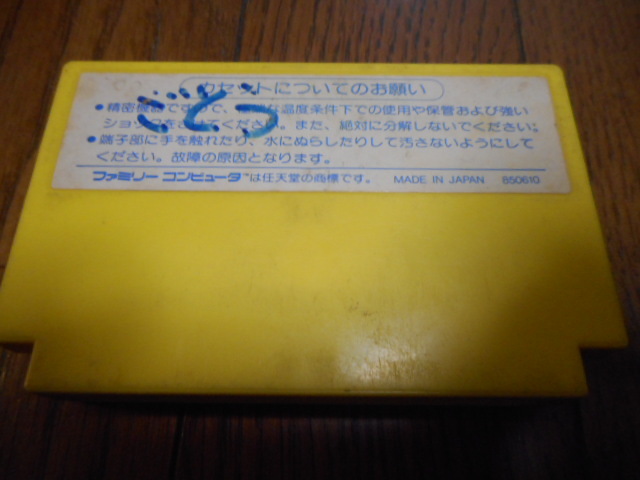 カセットについてのお願い
●精密機器ですので、な温度条件下での使用や保管および強い
ショックをさけてください。また、絶対に分解しないでください。
●端子部に手を触れたり、水にぬらしたりして汚さないようにして
ください。故障の原因となります。
ファミリーコンピュータ™は任天堂の商標です。 MADE IN JAPAN 850610